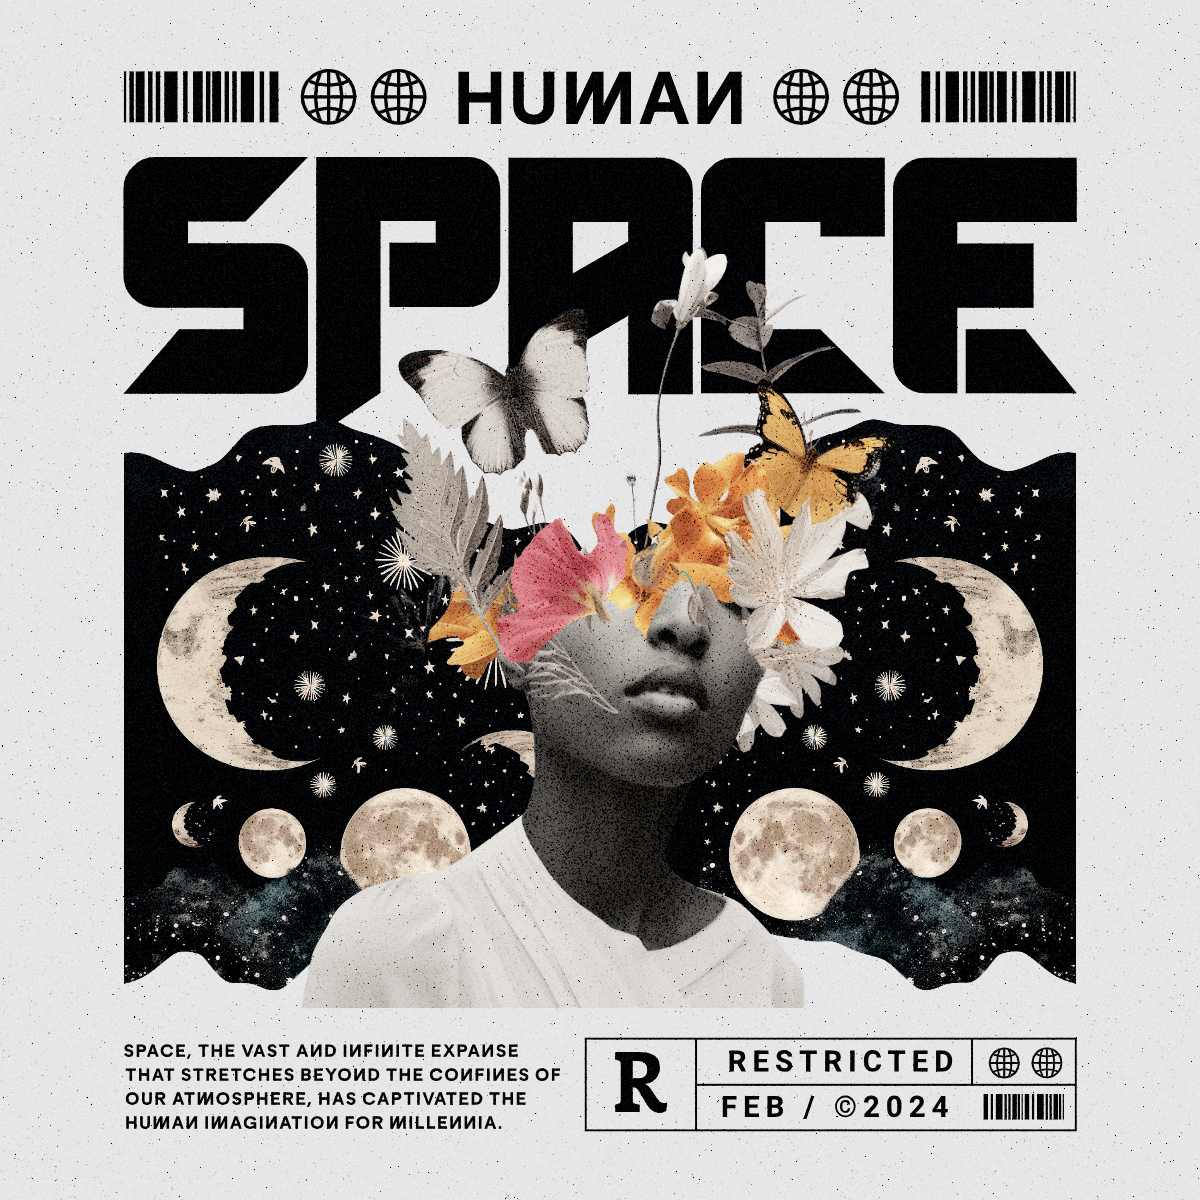 HUMAN
SPACE
SPACE, THE VAST AND INFINITE EXPANSE
THAT STRETCHES BEYOND THE CONFINES OF
OUR ATMOSPHERE, HAS CAPTIVATED THE
HUMAN IMAGINATION FOR MILLENNIA.
R
RESTRICTED
FEB / ©2024